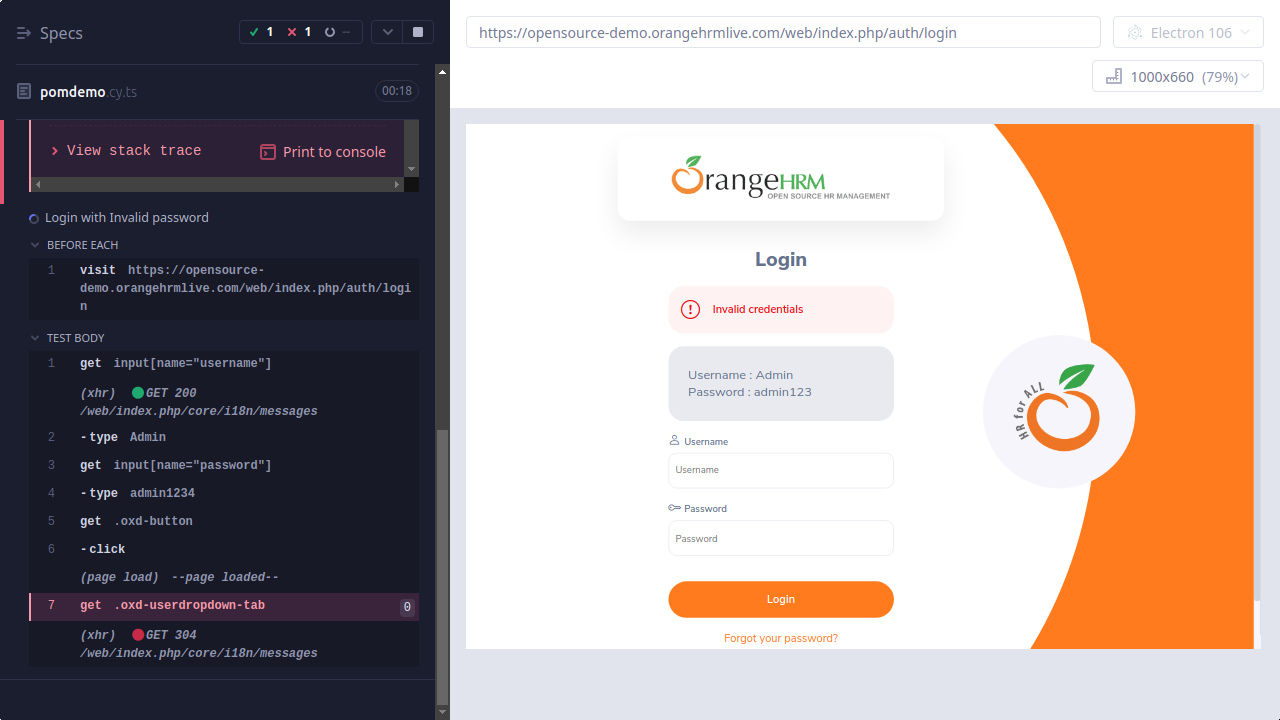 Specs
1
1
--
pomdemo.cy.ts
00:18
View stack trace
Print to console
Login with Invalid password
BEFORE EACH
1 visit https://opensource-
demo.orangehrmlive.com/web/index.php/auth/logi
n
TEST BODY
1 get input[name="username"]
(xhr) GET 200
/web/index.php/core/i18n/messages
2 -type Admin
3 get input[name="password"]
4 -type admin1234
5 get .oxd-button
6 -click
(page load) --page loaded--
7 get .oxd-userdropdown-tab 0
(xhr) GET 304
/web/index.php/core/i18n/messages
https://opensource-demo.orangehrmlive.com/web/index.php/auth/login
Electron 106
1000x660 (79%)
OrangeHRM
OPEN SOURCE HR MANAGEMENT
Login
Invalid credentials
Username : Admin
Password : admin123
Username
Username
Password
Password
Login
Forgot your password?
HR for ALL